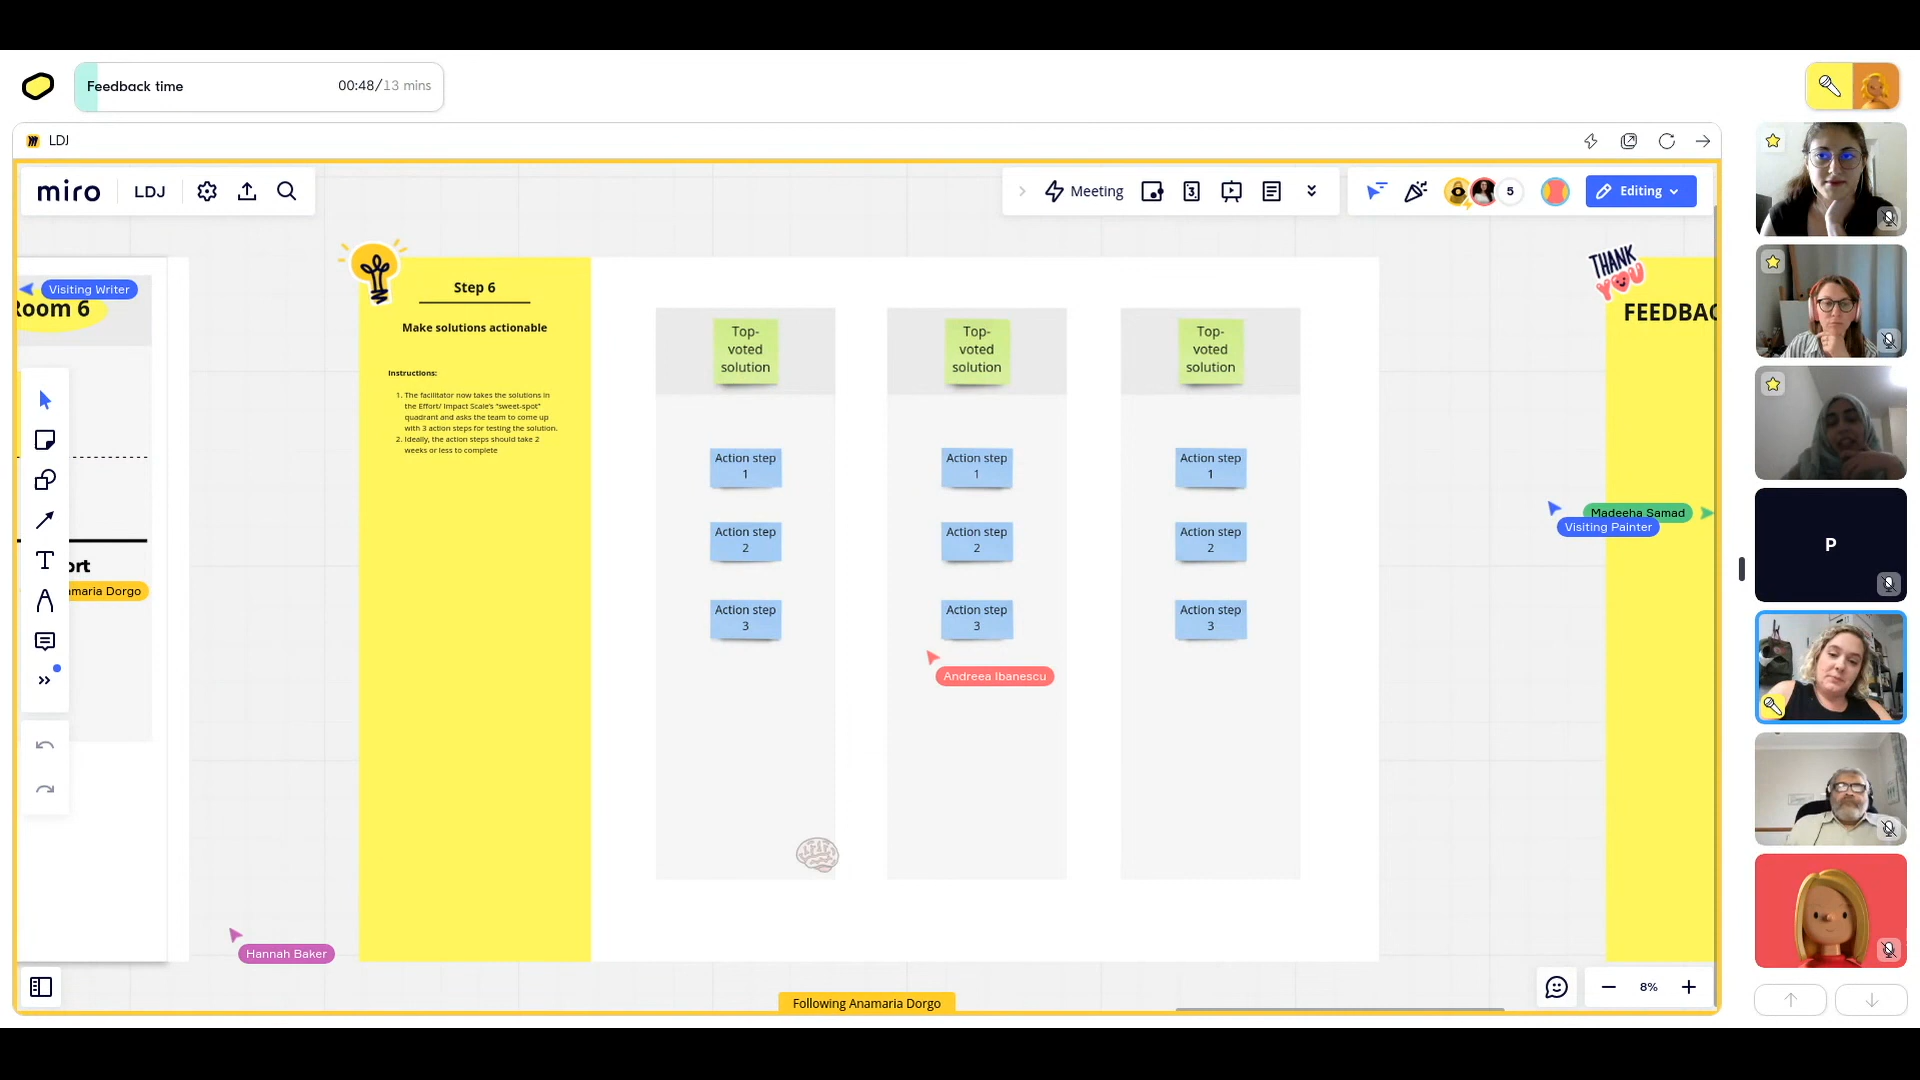 Feedback time
00:48/13 mins
LDJ
miro
LDJ
Meeting
3
5
Editing
Visiting Writer
Room 6
ort
amaria Dorgo
Step 6
Make solutions actionable
Instructions:
1. The facilitator now takes the solutions in
the Effort/ Impact Scale's "sweet-spot"
quadrant and asks the team to come up
with 3 action steps for testing the solution.
2. Ideally, the action steps should take 2
weeks or less to complete
Top-
voted
solution
Action step
1
Action step
2
Action step
3
Top-
voted
solution
Action step
1
Action step
2
Action step
3
Andreea Ibanescu
Top-
voted
solution
Action step
1
Action step
2
Action step
3
THANK
YOU
FEEDBAC
Madeeha Samad
Visiting Painter
P
Hannah Baker
Following Anamaria Dorgo
8%